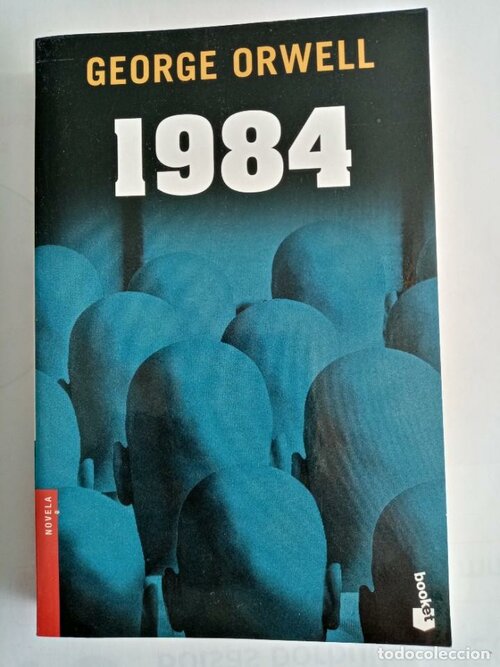 GEORGE ORWELL
1984
NOVELA
booket
todocoleccion